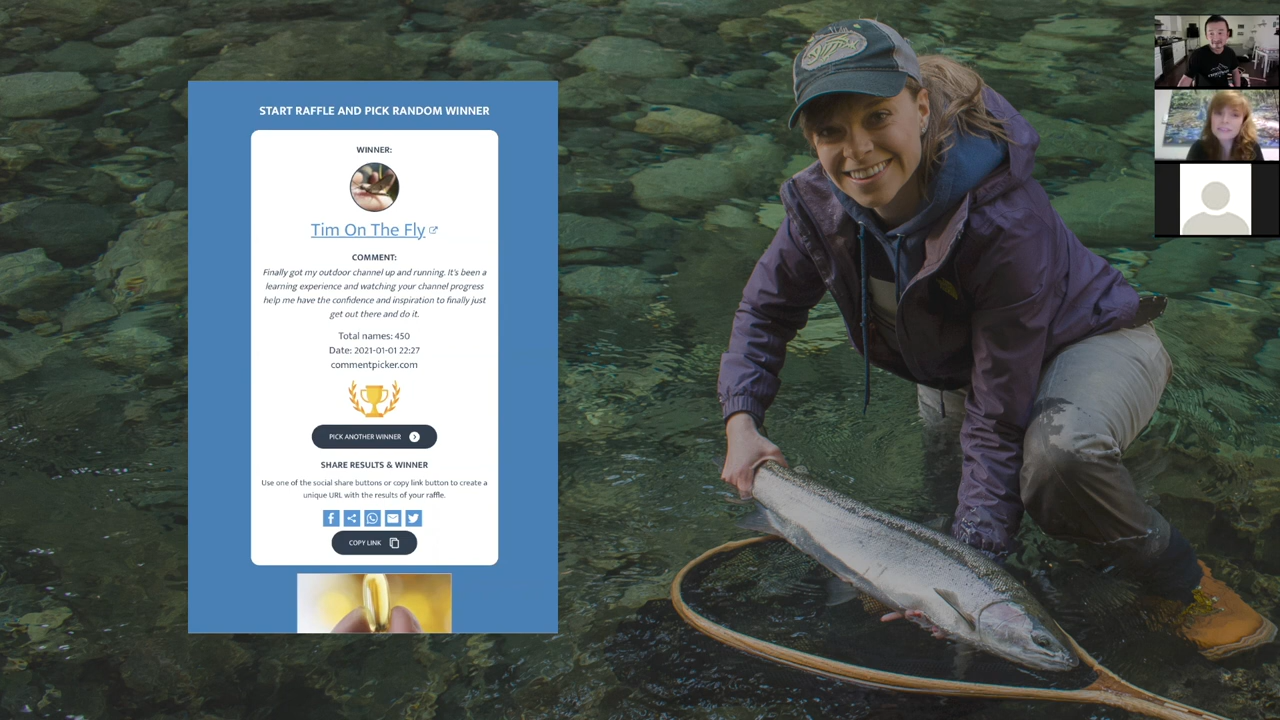 START RAFFLE AND PICK RANDOM WINNER
WINNER:
Tim On The Fly
COMMENT:
Finally got my outdoor channel up and running. It's been a
learning experience and watching your channel progress
help me have the confidence and inspiration to finally just
get out there and do it.
Total names: 450
Date: 2021-01-01 22:27
commentpicker.com
PICK ANOTHER WINNER
SHARE RESULTS & WINNER
Use one of the social share buttons or copy link button to create a
unique URL with the results of your raffle.
COPY LINK